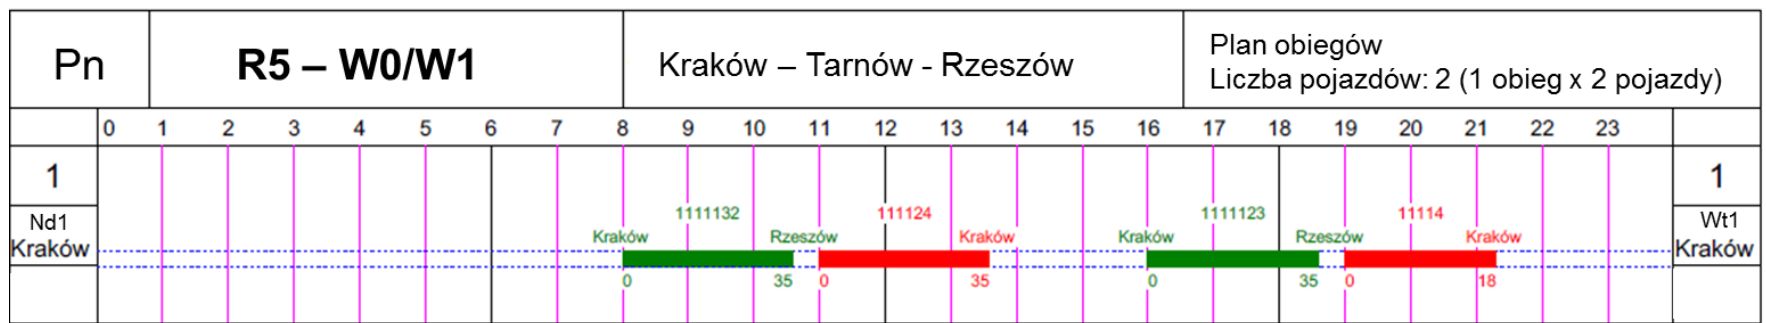 Pn
R5 – W0/W1
Kraków – Tarnów - Rzeszów
Plan obiegów
Liczba pojazdów: 2 (1 obieg x 2 pojazdy)
0 1 2 3 4 5 6 7 8 9 10 11 12 13 14 15 16 17 18 19 20 21 22 23
1
1
Nd1
Kraków
1111132 111124 1111123 11114
Kraków Rzeszów Kraków Kraków Rzeszów Kraków
0 35 0 35 0 35 0 18
Wt1
Kraków